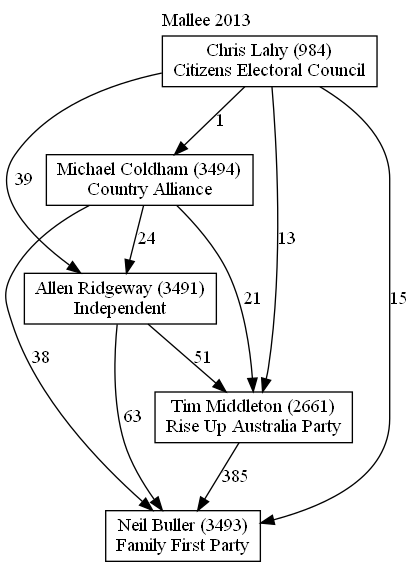 Mallee 2013
Chris Lahy (984)
Citizens Electoral Council
1
Michael Coldham (3494)
Country Alliance
39
24
13
Allen Ridgeway (3491)
Independent
21
15
38
51
63
Tim Middleton (2661)
Rise Up Australia Party
385
Neil Buller (3493)
Family First Party